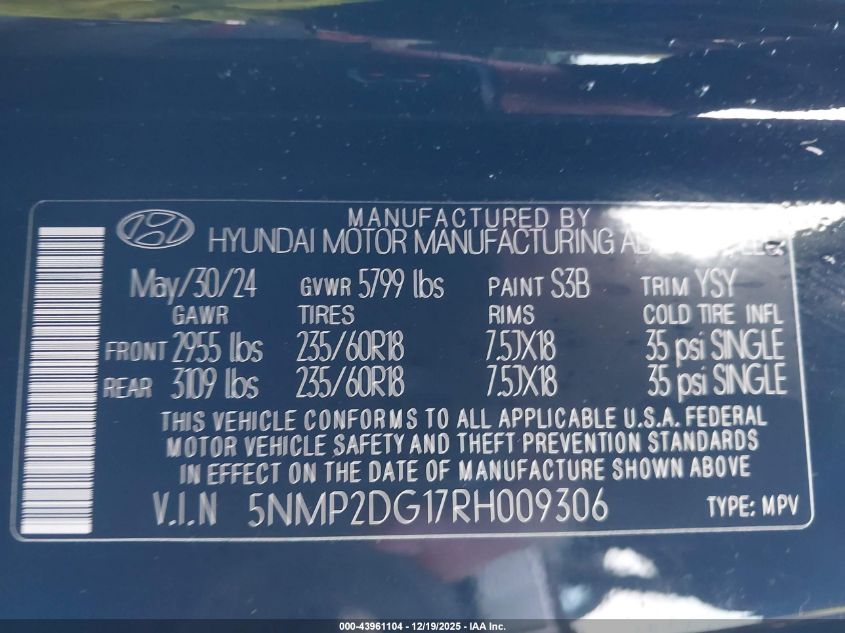 MANUFACTURED BY
HYUNDAI MOTOR MANUFACTURING
May/30/24 GVWR 5799 lbs PAINT S3B TRIM YSY
GAWR TIRES RIMS COLD TIRE INFL
FRONT 2955 lbs 235/60R18 7.5JX18 35 psi SINGLE
REAR 3109 lbs 235/60R18 7.5JX18 35 psi SINGLE
THIS VEHICLE CONFORMS TO ALL APPLICABLE U.S.A. FEDERAL
MOTOR VEHICLE SAFETY AND THEFT PREVENTION STANDARDS
IN EFFECT ON THE DATE OF MANUFACTURE SHOWN ABOVE
V.I.N 5NMP2DG17RH009306 TYPE: MPV
000-43961104 - 12/19/2025 - IAA Inc.